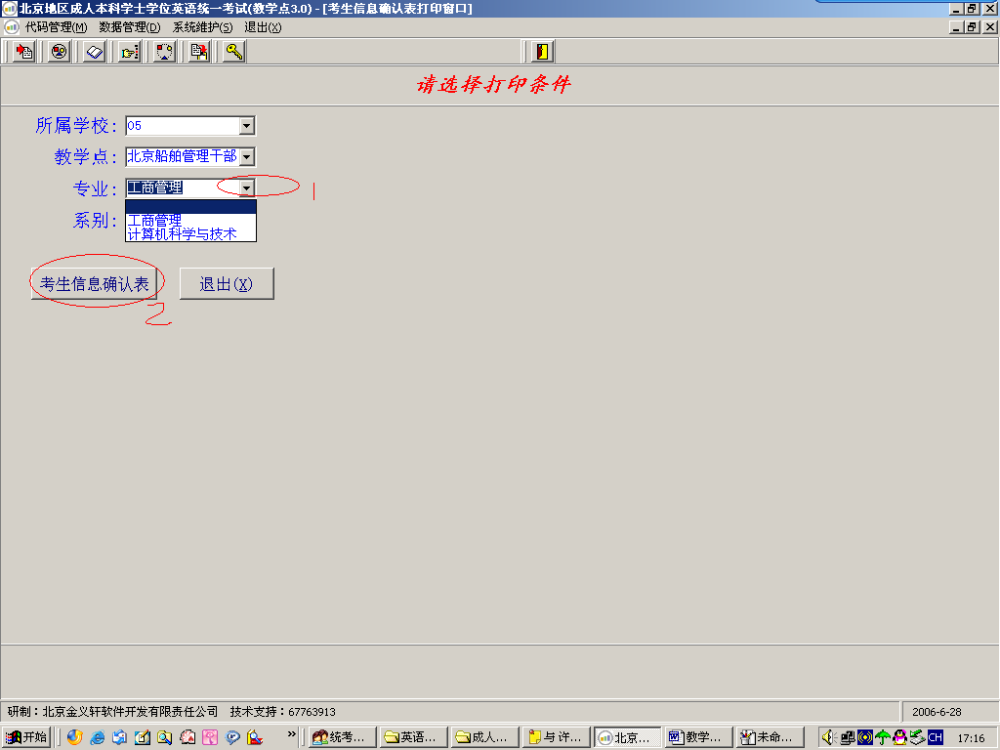 北京地区成人本科学士学位英语统一考试(教学点3.0) - [考生信息确认表打印窗口]
代码管理(M) 数据管理(D) 系统维护(S) 退出(X)
请选择打印条件
所属学校: 05
教学点: 北京船舶管理干部
专业: 工商管理
1
系别:
工商管理
计算机科学与技术
考生信息确认表 退出(X)
2
研制：北京金义轩软件开发有限责任公司 技术支持：67763913 2006-6-28
开始 统考... 英语... 成人... 与 许... 北京... 教学... 未命... CH 17:16